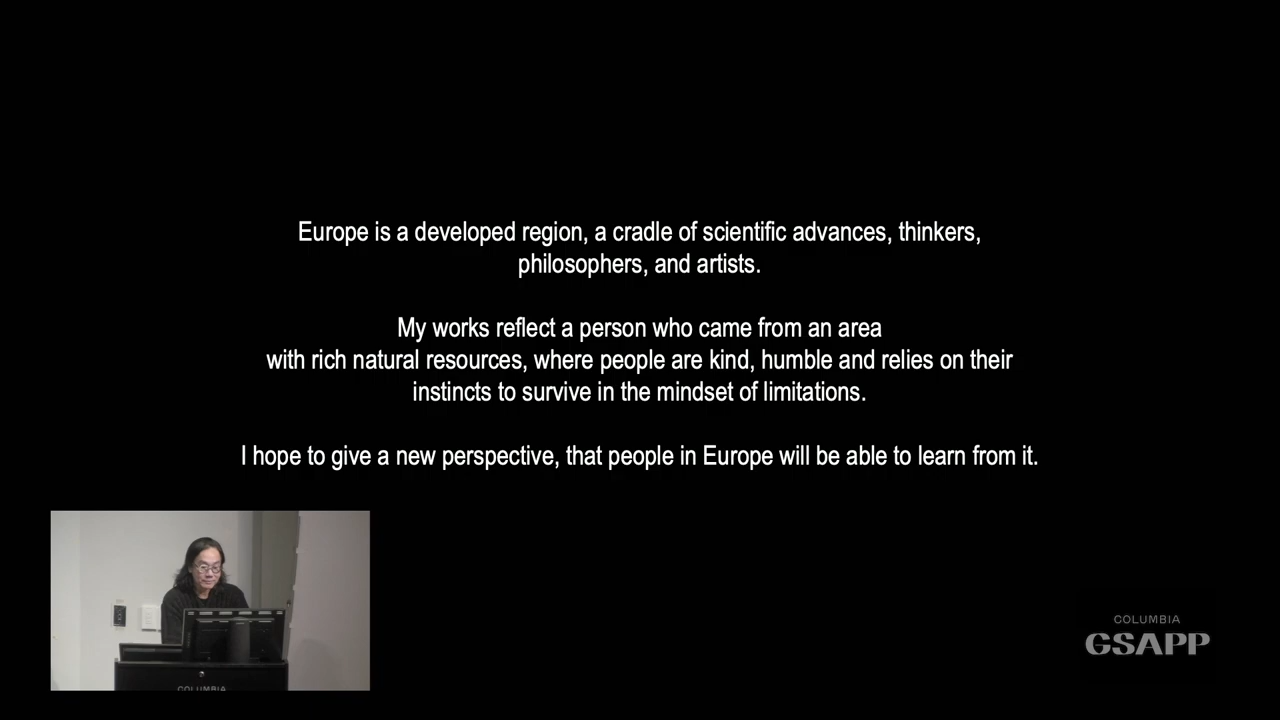 Europe is a developed region, a cradle of scientific advances, thinkers,
philosophers, and artists.
My works reflect a person who came from an area
with rich natural resources, where people are kind, humble and relies on their
instincts to survive in the mindset of limitations.
I hope to give a new perspective, that people in Europe will be able to learn from it.
COLUMBIA
COLUMBIA
GSAPP